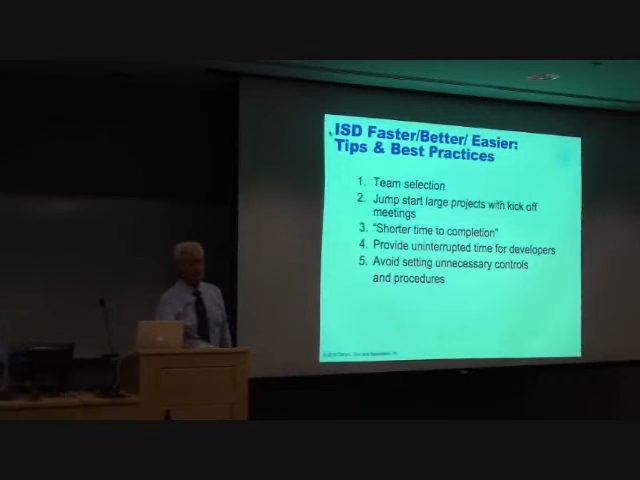 ISD Faster/Better/ Easier:
Tips & Best Practices
1. Team selection
2. Jump start large projects with kick off
meetings
3. "Shorter time to completion"
4. Provide uninterrupted time for developers
5. Avoid setting unnecessary controls
and procedures